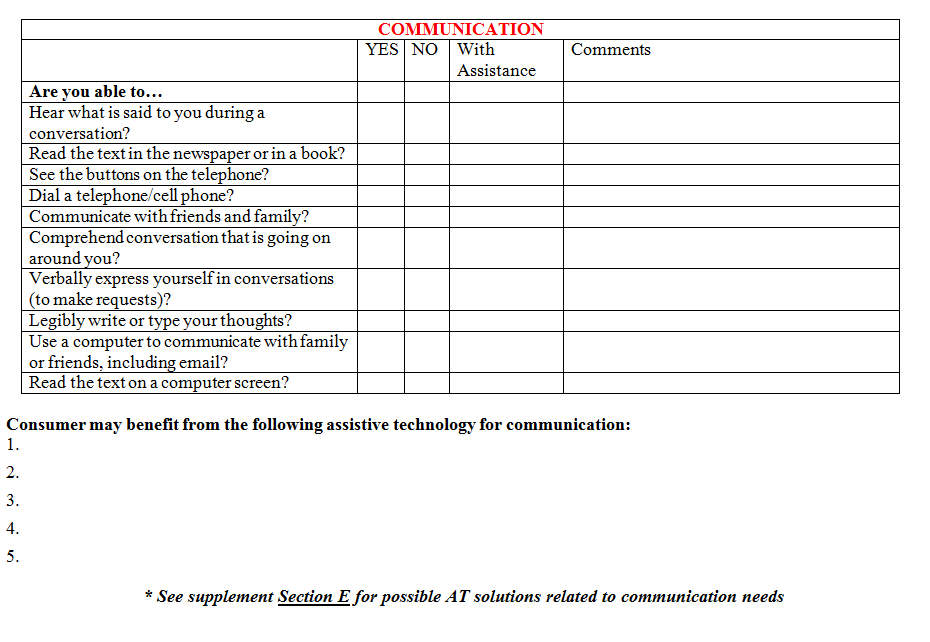 COMMUNICATION
YES NO With Assistance Comments
Are you able to…
Hear what is said to you during a
conversation?
Read the text in the newspaper or in a book?
See the buttons on the telephone?
Dial a telephone/cell phone?
Communicate with friends and family?
Comprehend conversation that is going on
around you?
Verbally express yourself in conversations
(to make requests)?
Legibly write or type your thoughts?
Use a computer to communicate with family
or friends, including email?
Read the text on a computer screen?
Consumer may benefit from the following assistive technology for communication:
1.
2.
3.
4.
5.
* See supplement Section E for possible AT solutions related to communication needs